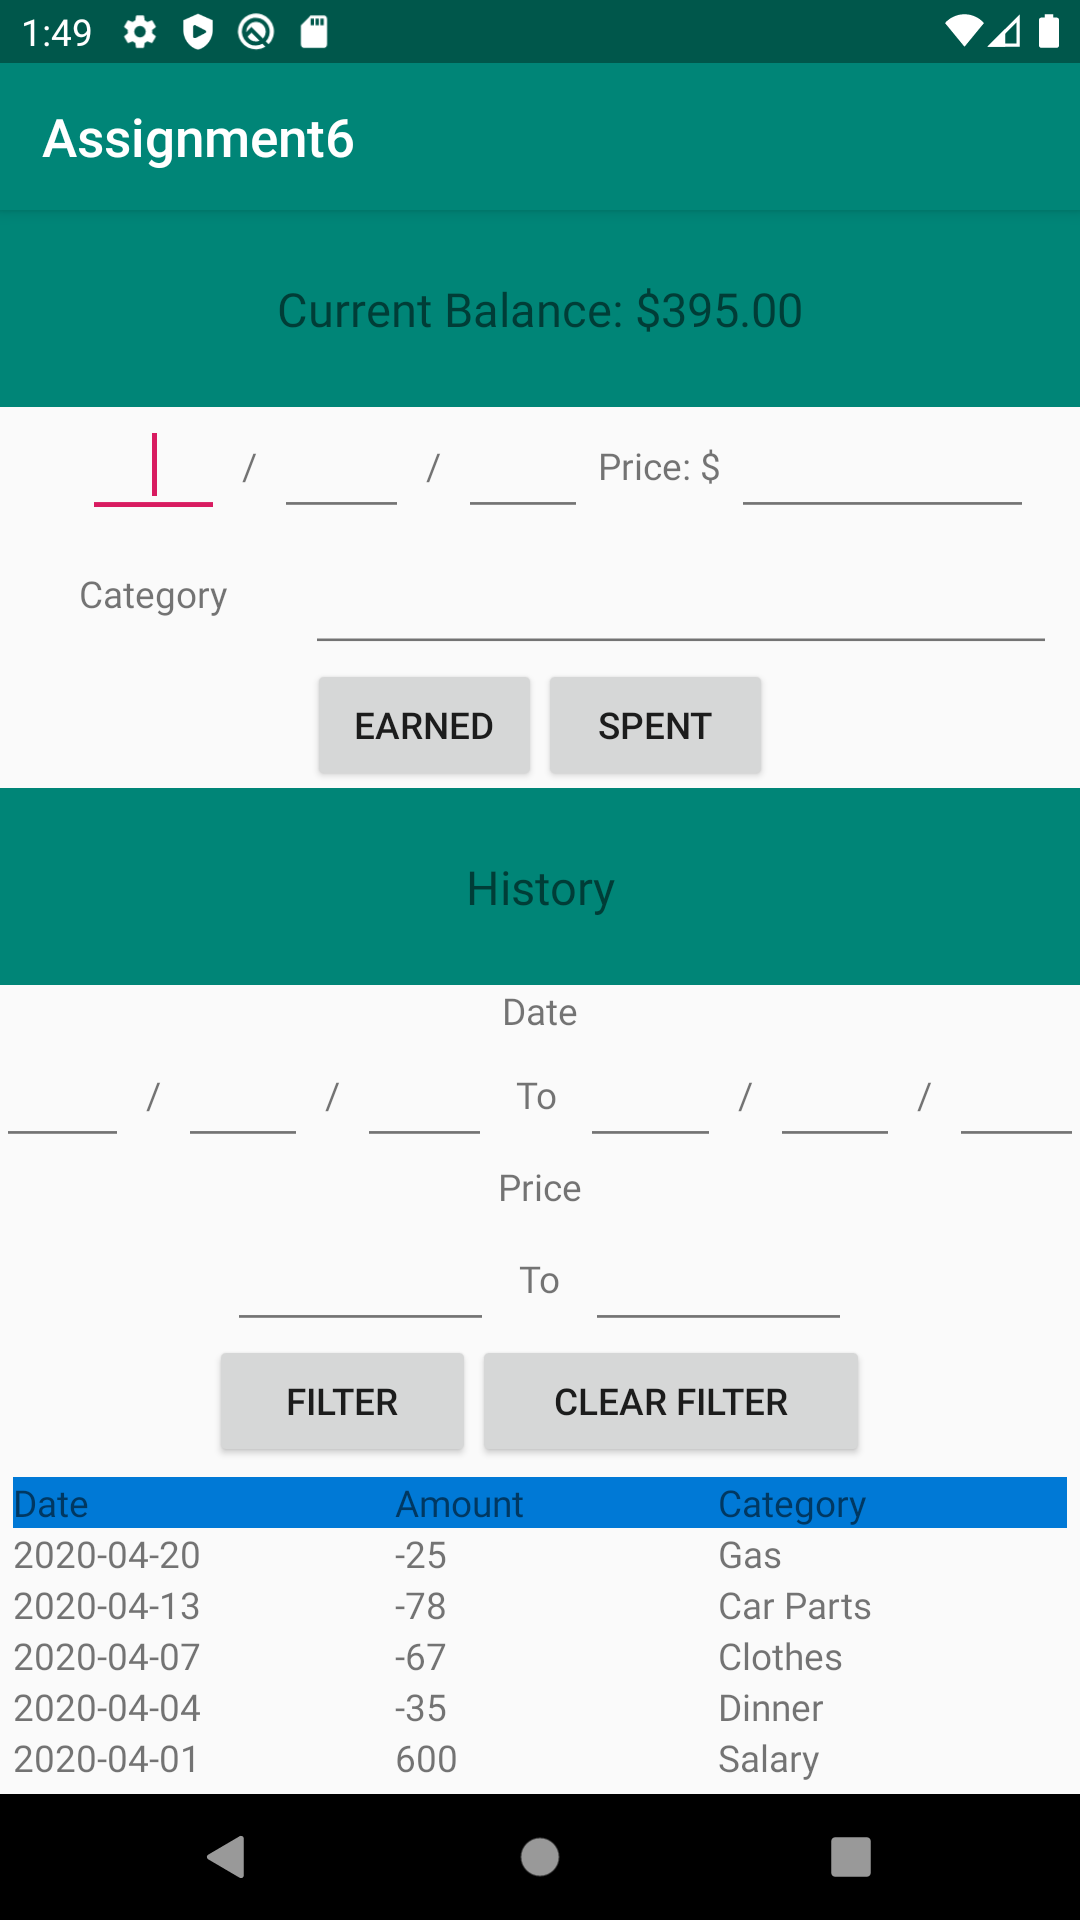 1:49
Assignment6
Current Balance: $395.00
/ / Price: $
Category
EARNED SPENT
History
Date
/ / To / /
Price
To
FILTER CLEAR FILTER
Date Amount Category
2020-04-20 -25 Gas
2020-04-13 -78 Car Parts
2020-04-07 -67 Clothes
2020-04-04 -35 Dinner
2020-04-01 600 Salary